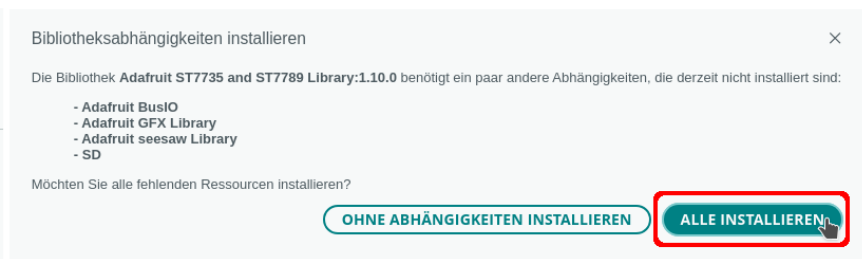 Bibliotheksabhängigkeiten installieren
Die Bibliothek Adafruit ST7735 and ST7789 Library:1.10.0 benötigt ein paar andere Abhängigkeiten, die derzeit nicht installiert sind:
- Adafruit BusIO
- Adafruit GFX Library
- Adafruit seesaw Library
- SD
Möchten Sie alle fehlenden Ressourcen installieren?
OHNE ABHÄNGIGKEITEN INSTALLIEREN ALLE INSTALLIEREN